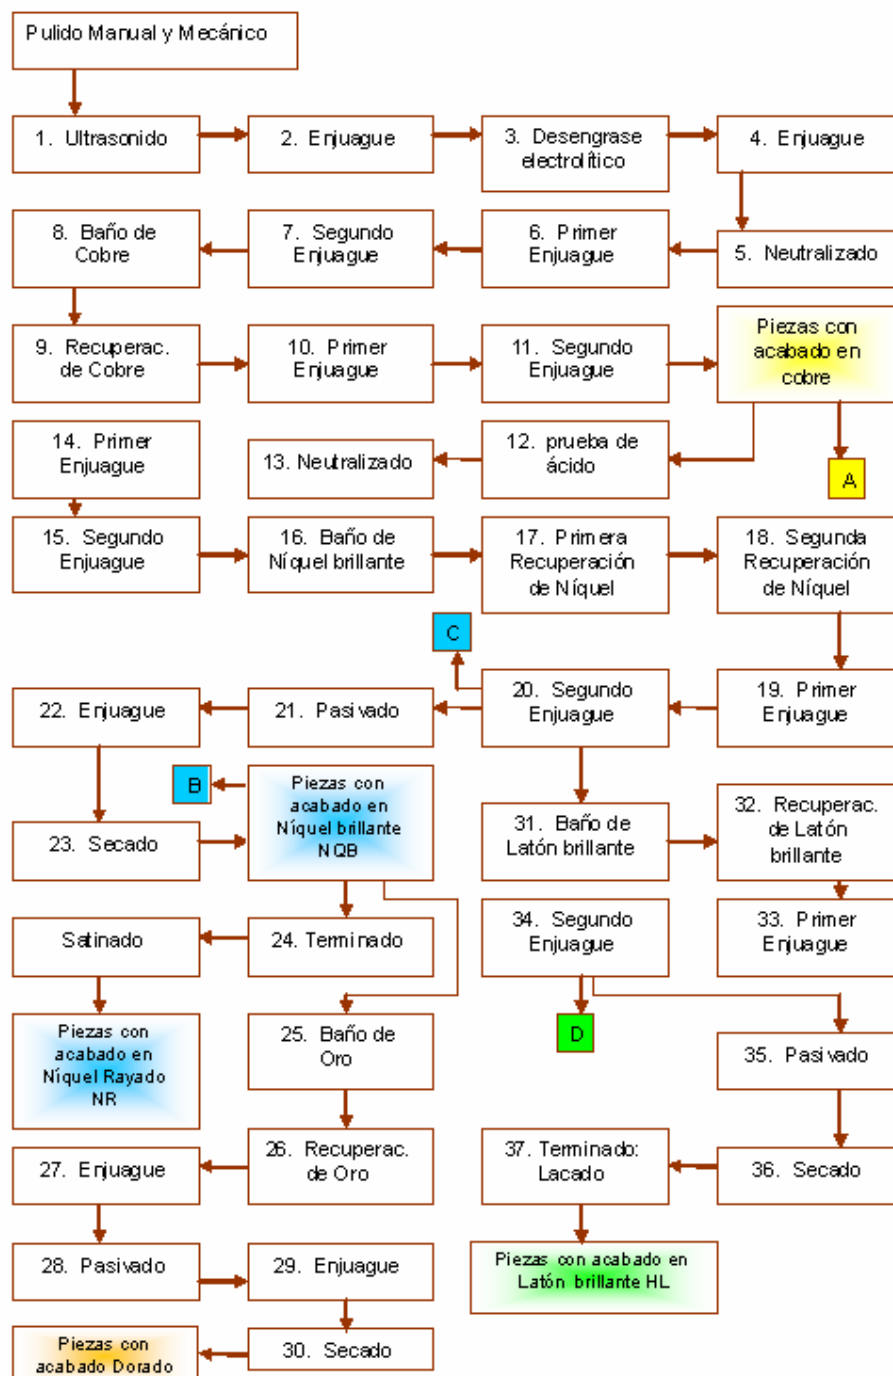 Pulido Manual y Mecánico
1. Ultrasonido
2. Enjuague
3. Desengrase
electrolítico
4. Enjuague
8. Baño de
Cobre
7. Segundo
Enjuague
6. Primer
Enjuague
5. Neutralizado
9. Recuperac.
de Cobre
10. Primer
Enjuague
11. Segundo
Enjuague
Piezas con
acabado en
cobre
14. Primer
Enjuague
13. Neutralizado
12. prueba de
ácido
A
15. Segundo
Enjuague
16. Baño de
Níquel brillante
17. Primera
Recuperación
de Níquel
18. Segunda
Recuperación
de Níquel
C
22. Enjuague
21. Pasivado
20. Segundo
Enjuague
19. Primer
Enjuague
B
Piezas con
acabado en
Níquel brillante
NQB
23. Secado
31. Baño de
Latón brillante
32. Recuperac.
de Latón
brillante
Satinado
24. Terminado
34. Segundo
Enjuague
33. Primer
Enjuague
Piezas con
acabado en
Níquel Rayado
NR
25. Baño de
Oro
D
35. Pasivado
27. Enjuague
26. Recuperac.
de Oro
37. Terminado:
Lacado
36. Secado
28. Pasivado
29. Enjuague
Piezas con acabado en
Latón brillante HL
Piezas con
acabado Dorado
30. Secado